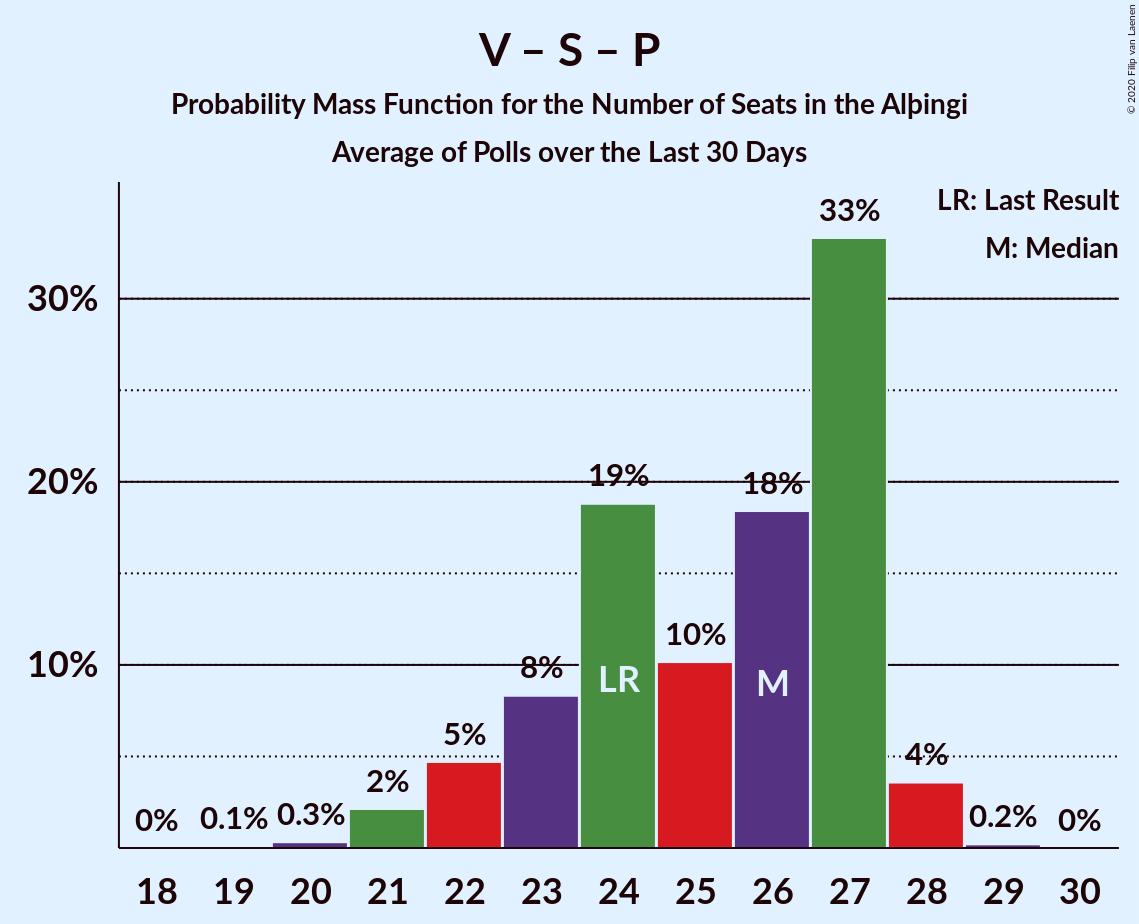 V – S – P
Probability Mass Function for the Number of Seats in the Alþingi
Average of Polls over the Last 30 Days
© 2020 Filip van Laenen
LR: Last Result
M: Median
30%
20%
10%
0%
0.1%
0.3%
2%
5%
8%
19%
10%
18%
33%
4%
0.2%
0%
LR
M
18 19 20 21 22 23 24 25 26 27 28 29 30